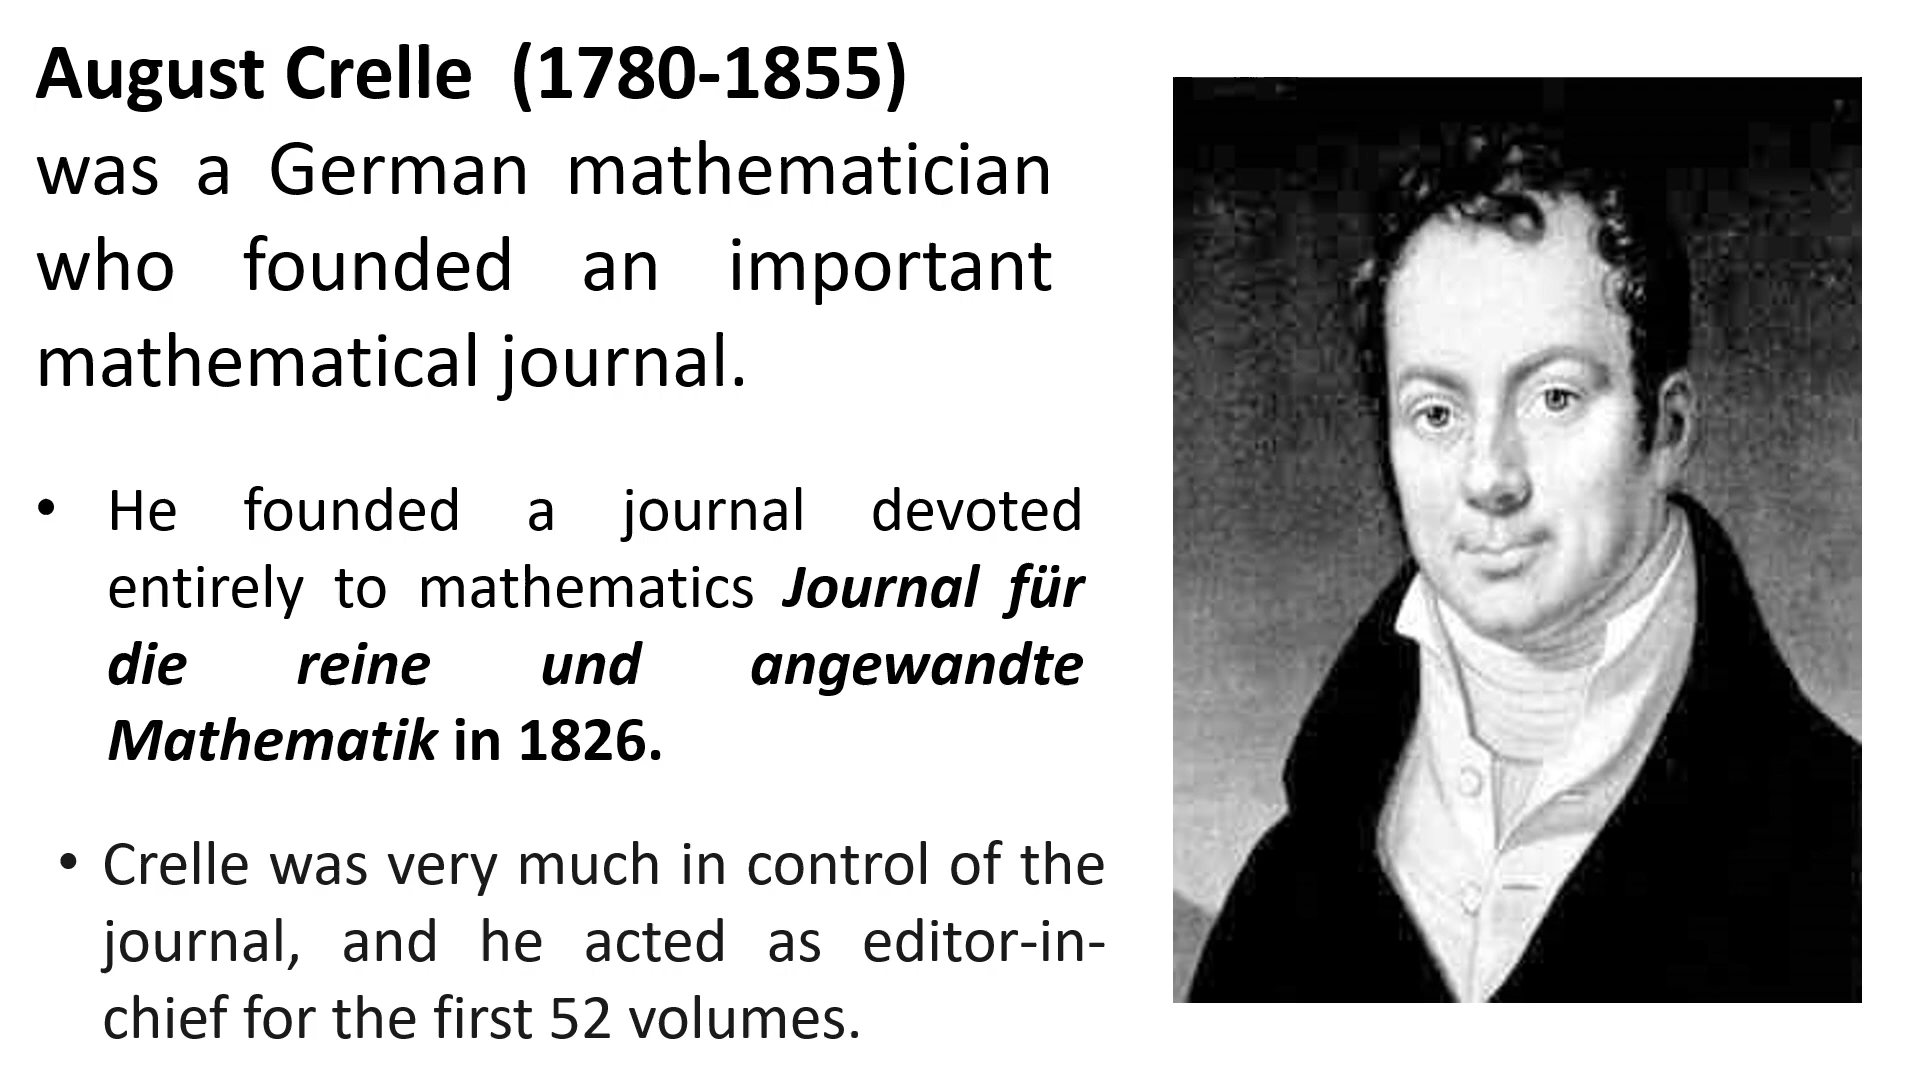 August Crelle (1780-1855)
was a German mathematician
who founded an important
mathematical journal.
• He founded a journal devoted
entirely to mathematics Journal für
die reine und angewandte
Mathematik in 1826.
• Crelle was very much in control of the
journal, and he acted as editor-in-
chief for the first 52 volumes.